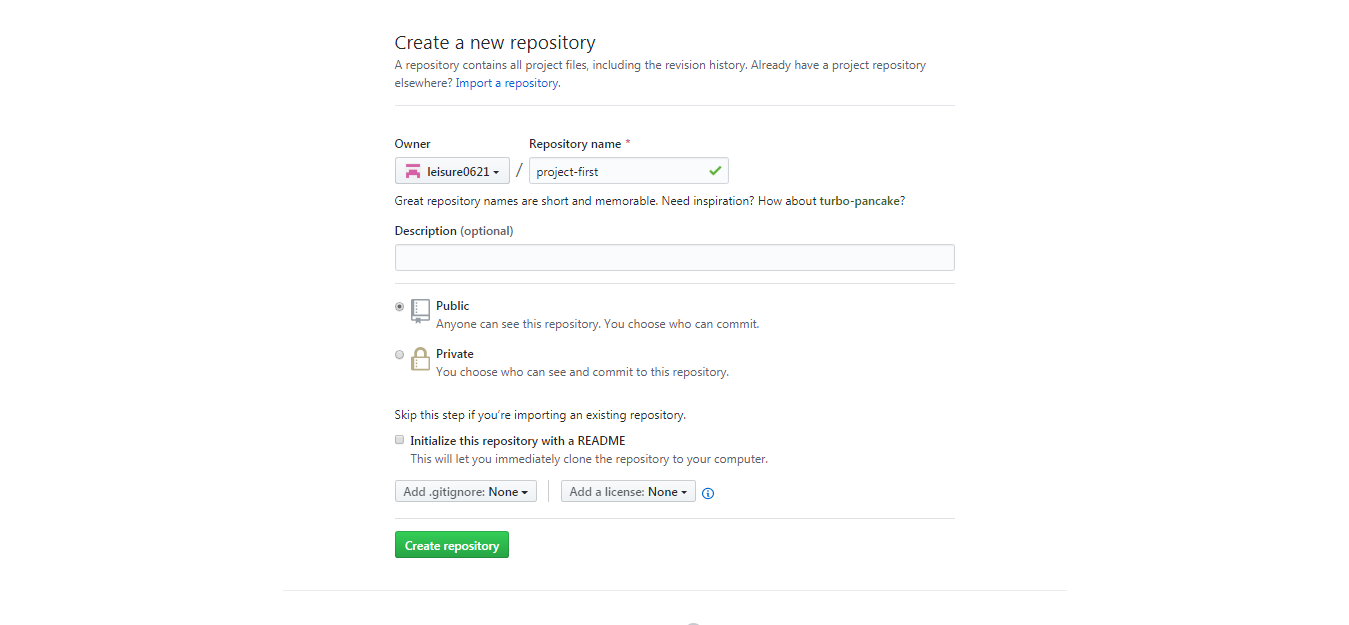 Create a new repository
A repository contains all project files, including the revision history. Already have a project repository
elsewhere? Import a repository.
Owner
Repository name *
leisure0621 / project-first
Great repository names are short and memorable. Need inspiration? How about turbo-pancake?
Description (optional)
Public
Anyone can see this repository. You choose who can commit.
Private
You choose who can see and commit to this repository.
Skip this step if you’re importing an existing repository.
Initialize this repository with a README
This will let you immediately clone the repository to your computer.
Add .gitignore: None
Add a license: None
Create repository